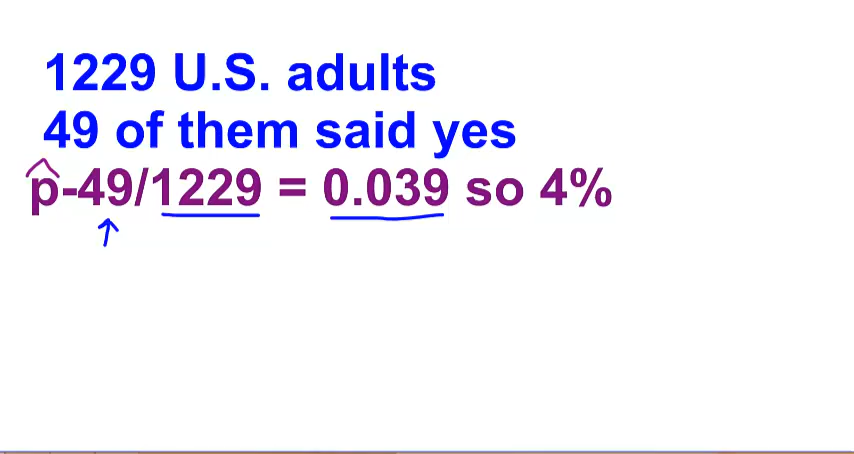 1229 U.S. adults
49 of them said yes
p̂-49/1229 = 0.039 so 4%